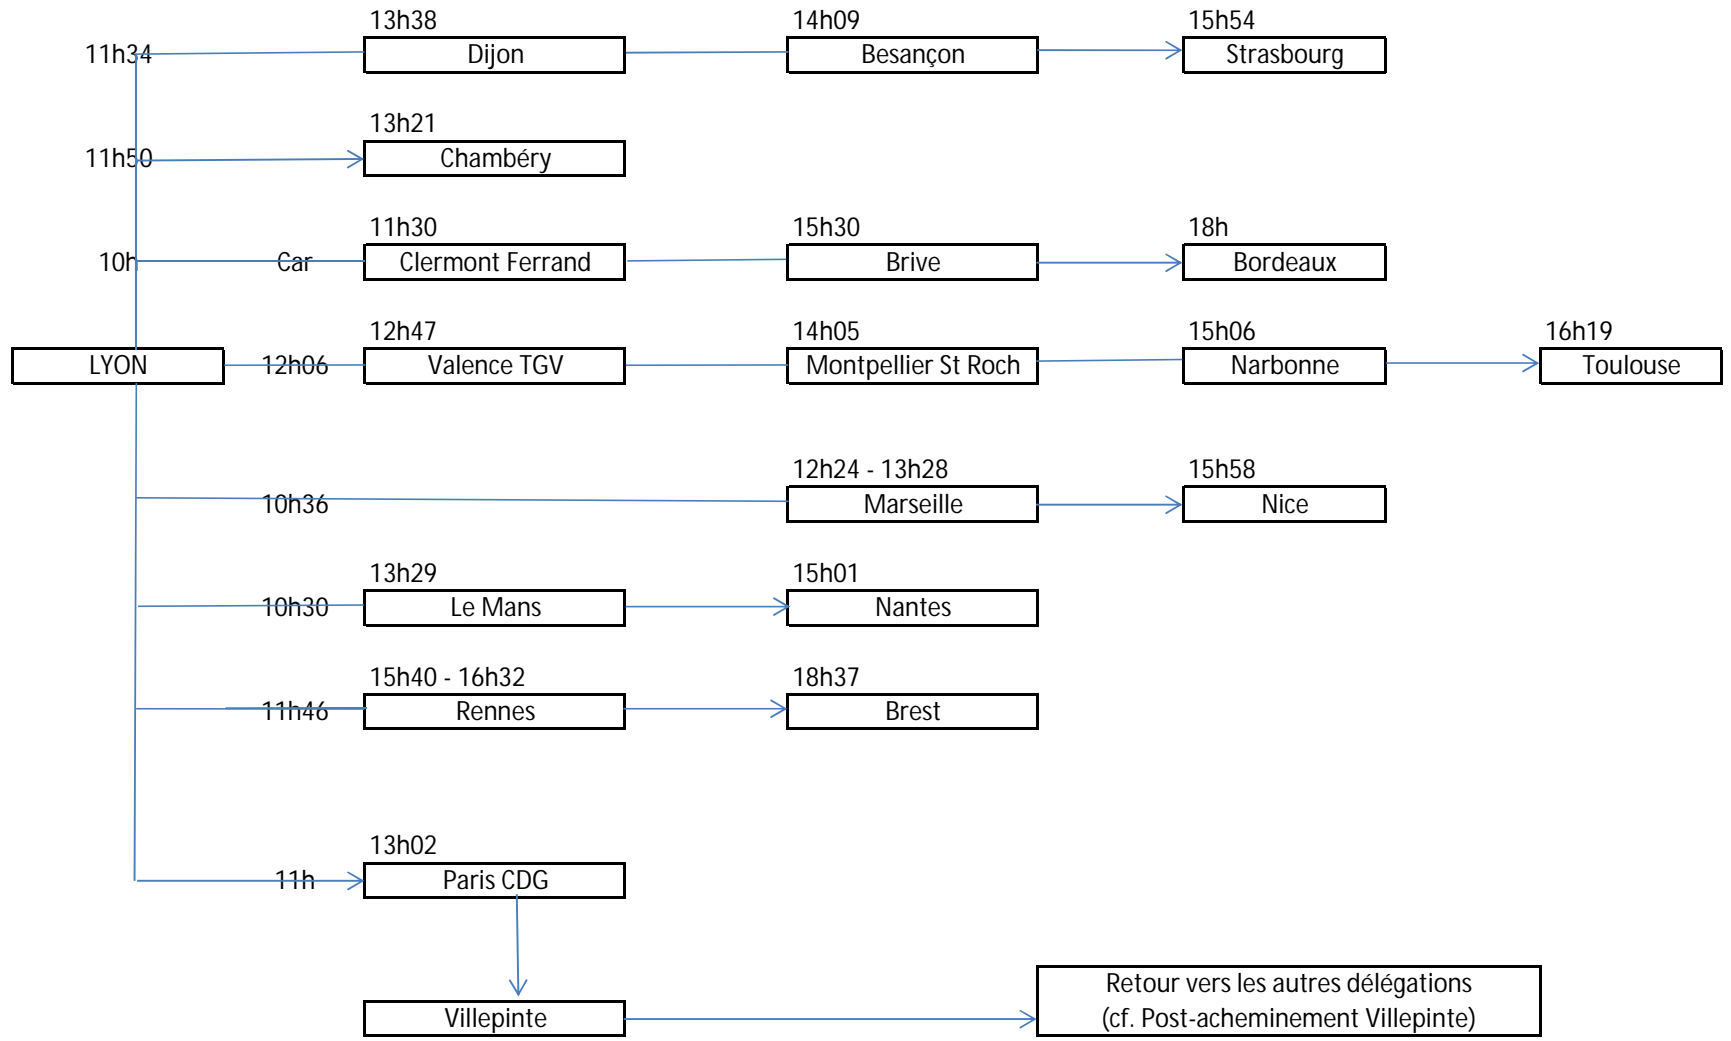 13h38 14h09 15h54
11h34 Dijon Besançon Strasbourg
13h21
11h50 Chambéry
11h30 15h30 18h
10h Car Clermont Ferrand Brive Bordeaux
12h47 14h05 15h06 16h19
LYON 12h06 Valence TGV Montpellier St Roch Narbonne Toulouse
12h24 - 13h28 15h58
10h36 Marseille Nice
13h29 15h01
10h30 Le Mans Nantes
15h40 - 16h32 18h37
11h46 Rennes Brest
13h02
11h Paris CDG
Retour vers les autres délégations
Villepinte (cf. Post-acheminement Villepinte)